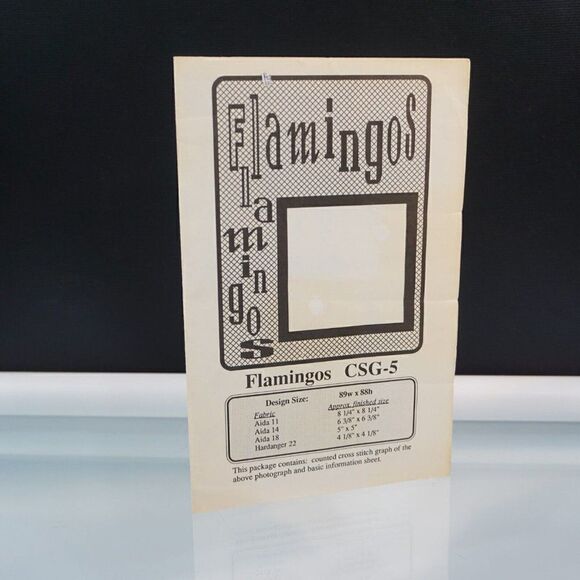 Flamingos
Flamingos
Flamingos CSG-5
Design Size: 89w x 88h
Fabric Approx. finished size
Aida 11 8 1/4" x 8 1/4"
Aida 14 6 3/8" x 6 3/8"
Aida 18 5" x 5"
Hardanger 22 4 1/8" x 4 1/8"
This package contains: counted cross stitch graph of the
above photograph and basic information sheet.